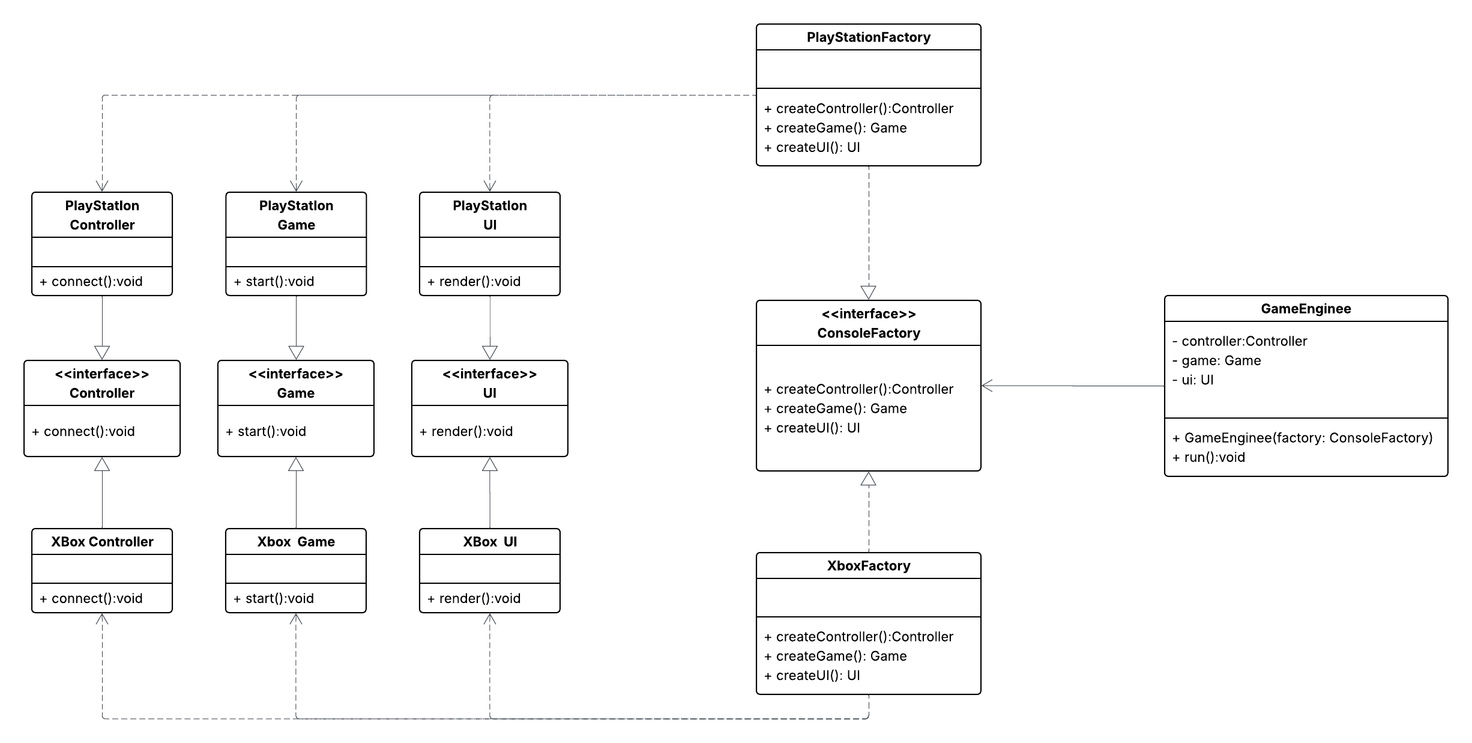 PlayStationFactory
+ createController():Controller
+ createGame(): Game
+ createUI(): UI
PlayStatIon
Controller
+ connect():void
PlayStatIon
Game
+ start():void
PlayStatIon
UI
+ render():void
<<interface>>
Controller
+ connect():void
<<interface>>
Game
+ start():void
<<interface>>
UI
+ render():void
<<interface>>
ConsoleFactory
+ createController():Controller
+ createGame(): Game
+ createUI(): UI
GameEnginee
- controller:Controller
- game: Game
- ui: UI
+ GameEnginee(factory: ConsoleFactory)
+ run():void
XBox Controller
+ connect():void
Xbox  Game
+ start():void
XBox  UI
+ render():void
XboxFactory
+ createController():Controller
+ createGame(): Game
+ createUI(): UI